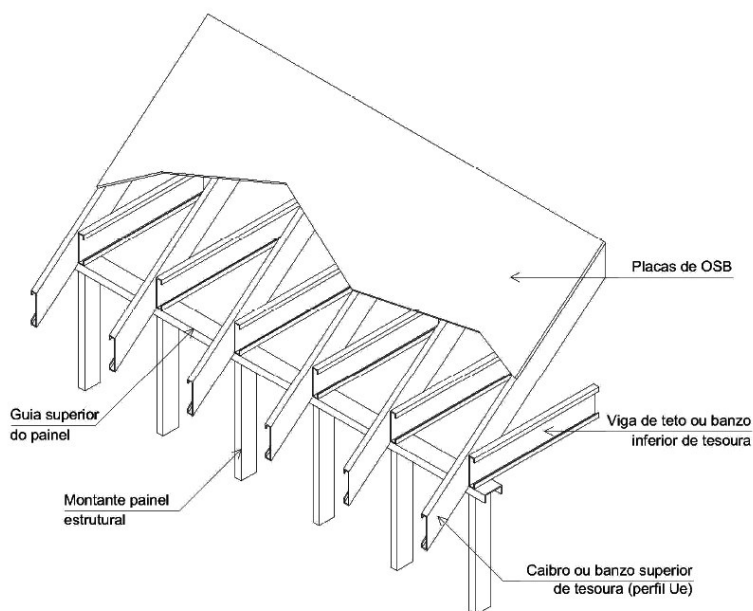 Placas de OSB
Guia superior
do painel
Viga de teto ou banzo
inferior de tesoura
Montante painel
estrutural
Caibro ou banzo superior
de tesoura (perfil Ue)